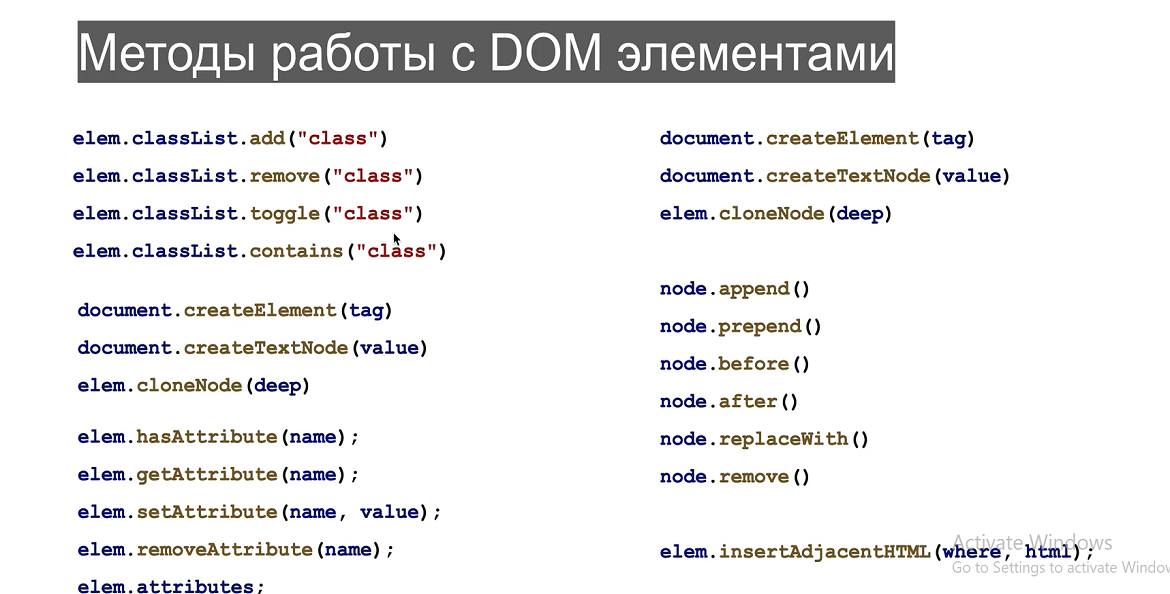 Методы работы с DOM элементами
elem.classList.add("class")
elem.classList.remove("class")
elem.classList.toggle("class")
elem.classList.contains("class")
document.createElement(tag)
document.createTextNode(value)
elem.cloneNode(deep)
elem.hasAttribute(name);
elem.getAttribute(name);
elem.setAttribute(name, value);
elem.removeAttribute(name);
elem.attributes;
document.createElement(tag)
document.createTextNode(value)
elem.cloneNode(deep)
node.append()
node.prepend()
node.before()
node.after()
node.replaceWith()
node.remove()
elem.insertAdjacentHTML(where, html);
Activate Windows
Go to Settings to activate Window